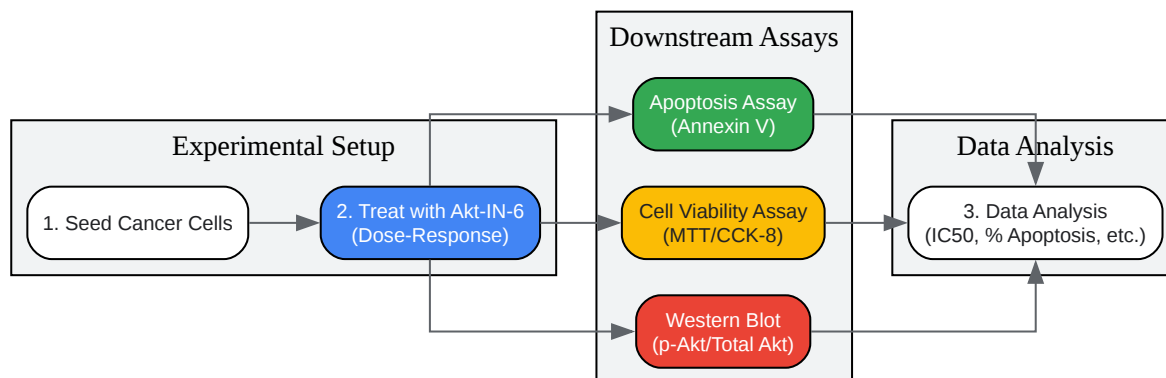 Experimental Setup
1. Seed Cancer Cells
2. Treat with Akt-IN-6
(Dose-Response)
Downstream Assays
Apoptosis Assay
(Annexin V)
Cell Viability Assay
(MTT/CCK-8)
Western Blot
(p-Akt/Total Akt)
Data Analysis
3. Data Analysis
(IC50, % Apoptosis, etc.)